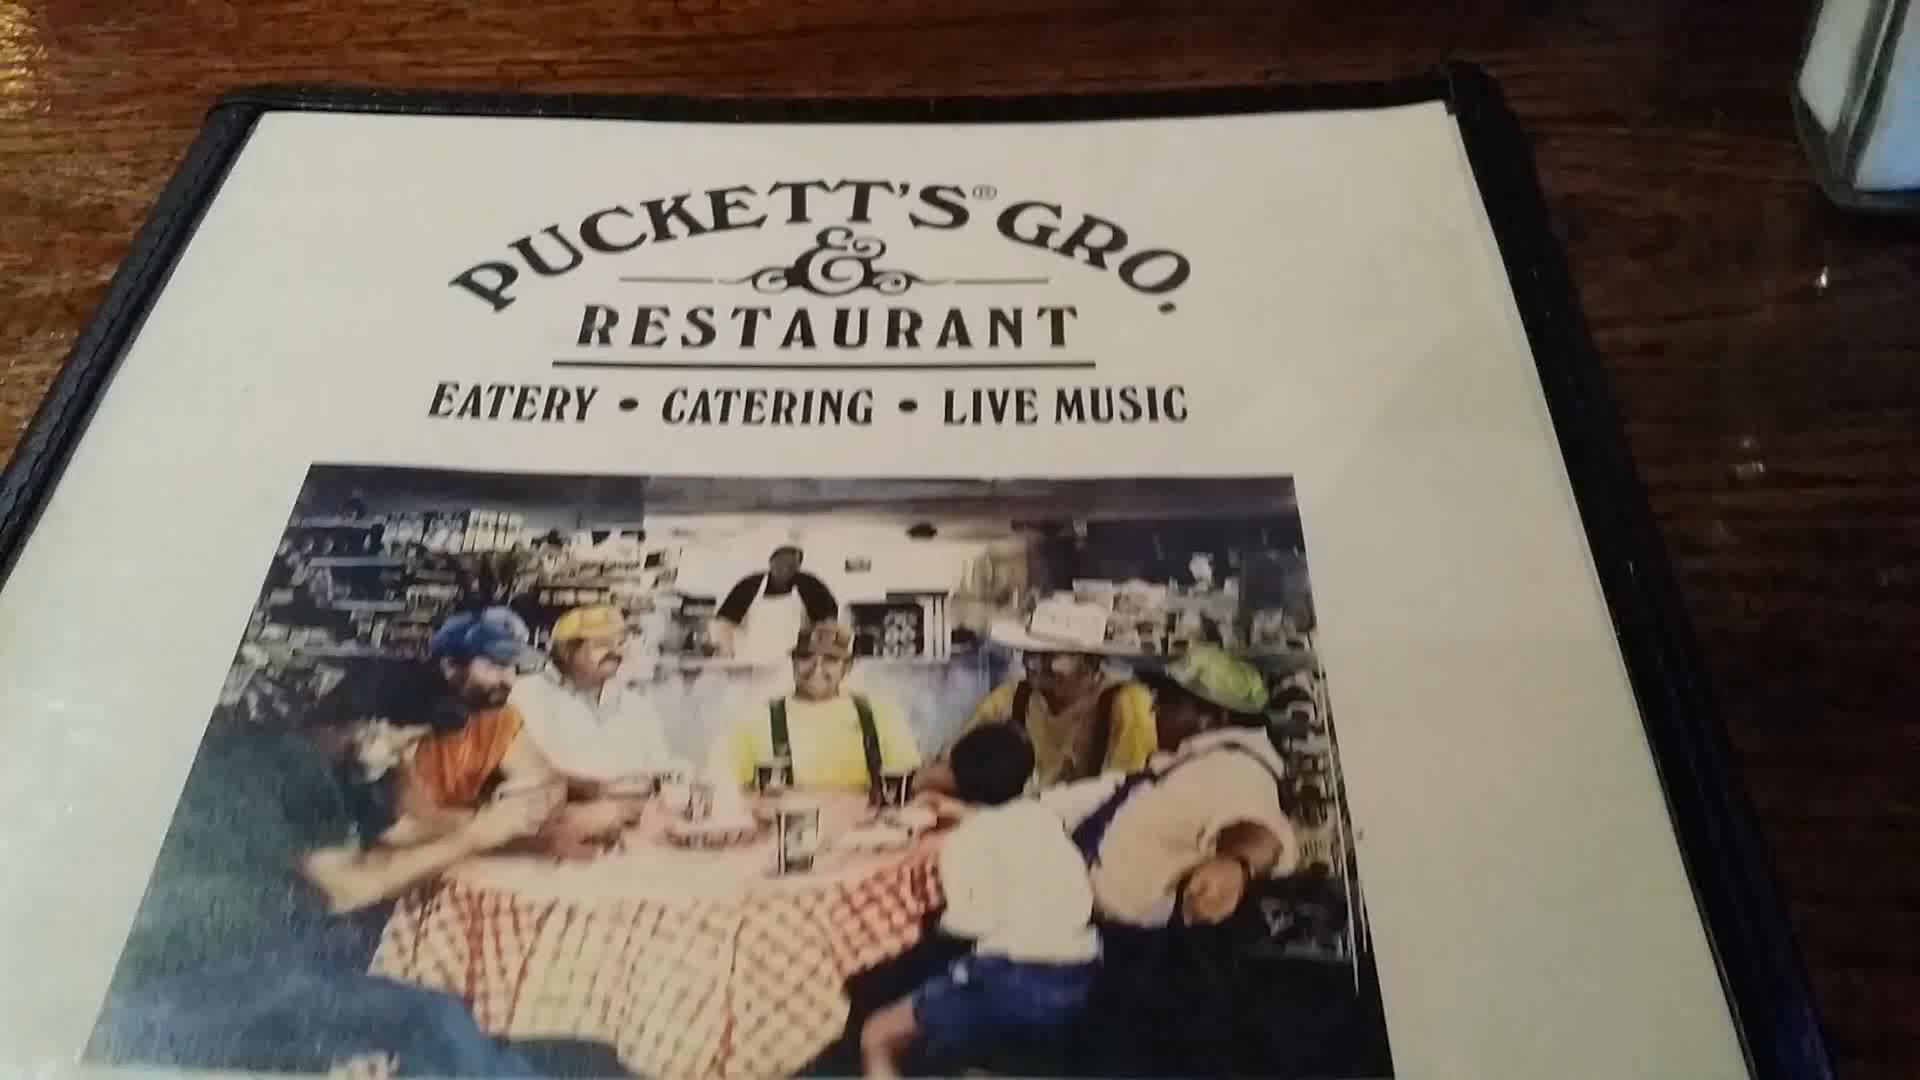 PUCKETT'S® GRO.
&
RESTAURANT
EATERY • CATERING • LIVE MUSIC